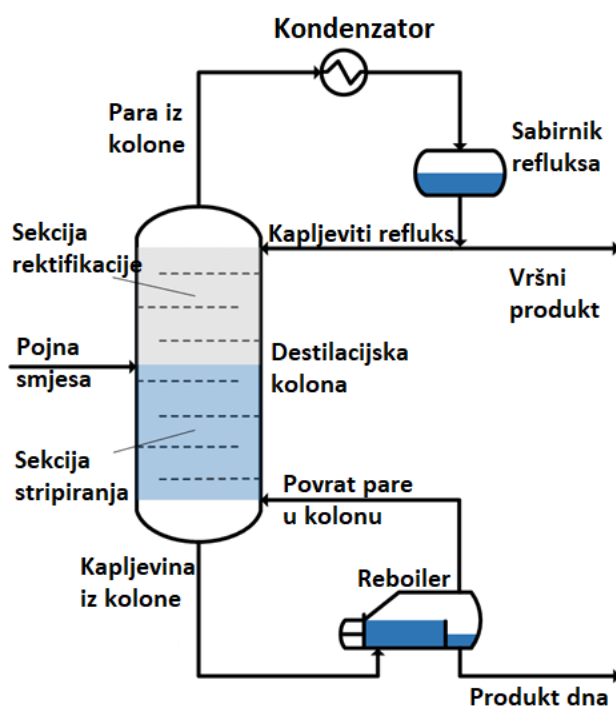 Kondenzator
Para iz
kolone
Sabirnik
refluksa
Sekcija
rektifikacije
Kapljeviti refluks
Vršni
produkt
Pojna
smjesa
Destilacijska
kolona
Sekcija
stripiranja
Povrat pare
u kolonu
Kapljevina
iz kolone
Reboiler
Produkt dna